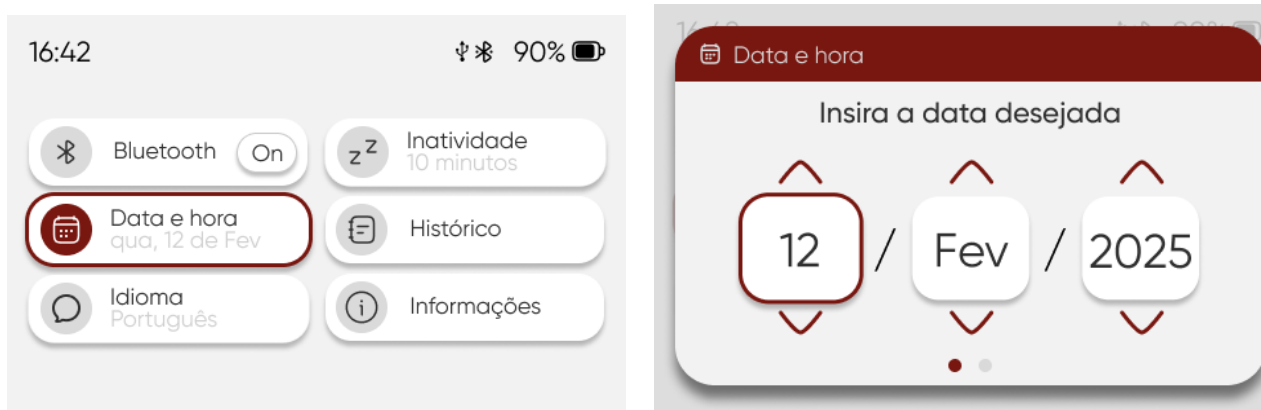 16:42
90%
Bluetooth On
Inatividade
10 minutos
Data e hora
qua, 12 de Fev
Histórico
Idioma
Português
Informações
Data e hora
Insira a data desejada
12 / Fev / 2025